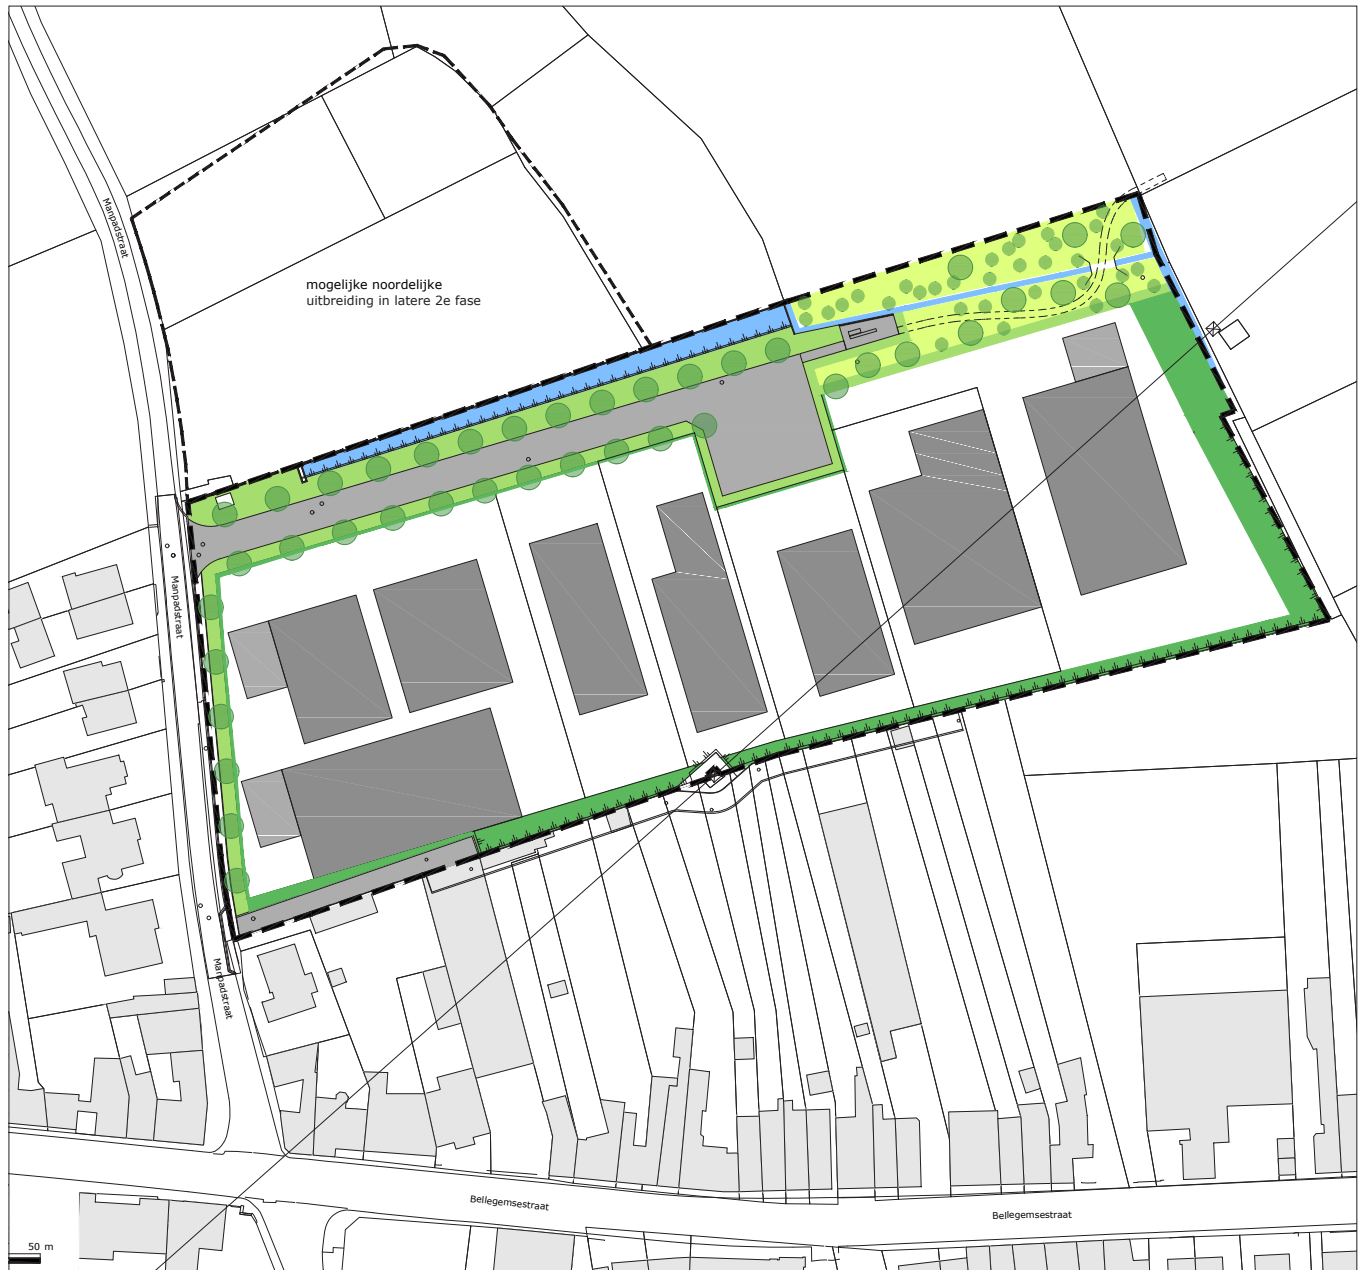 Manpadstraat
mogelijke noordelijke
uitbreiding in latere 2e fase
Manpadstraat
Manpadstraat
Bellegemsestraat
Bellegemsestraat
50 m